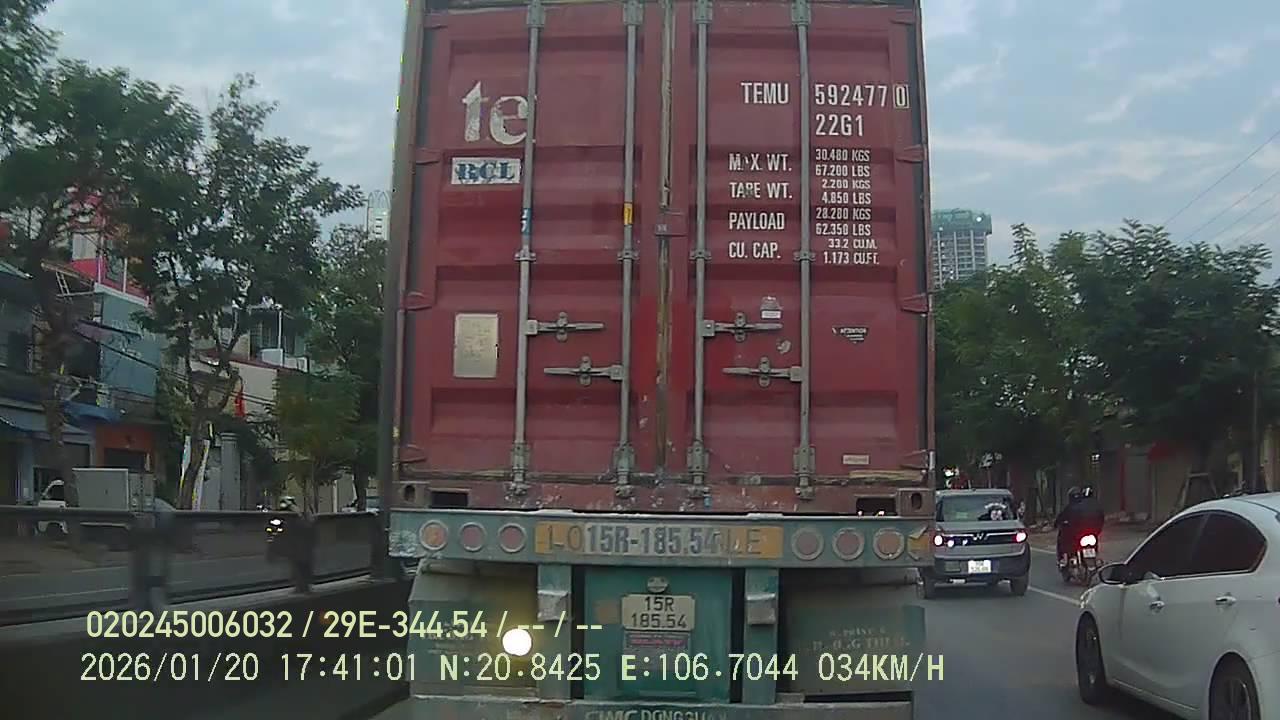 te
RCL
TEMU 592477 0
22G1
MAX. WT. 30.480 KGS
67.200 LBS
TARE WT. 2.200 KGS
4.850 LBS
PAYLOAD 28.280 KGS
62.350 LBS
CU. CAP. 33.2 CU.M.
1.173 CU.FT.
ATTENTION
15R-185.54
15R
185.54
020245006032 / 29E-344.54 / -- / --
2026/01/20 17:41:01 N:20.8425 E:106.7044 034KM/H